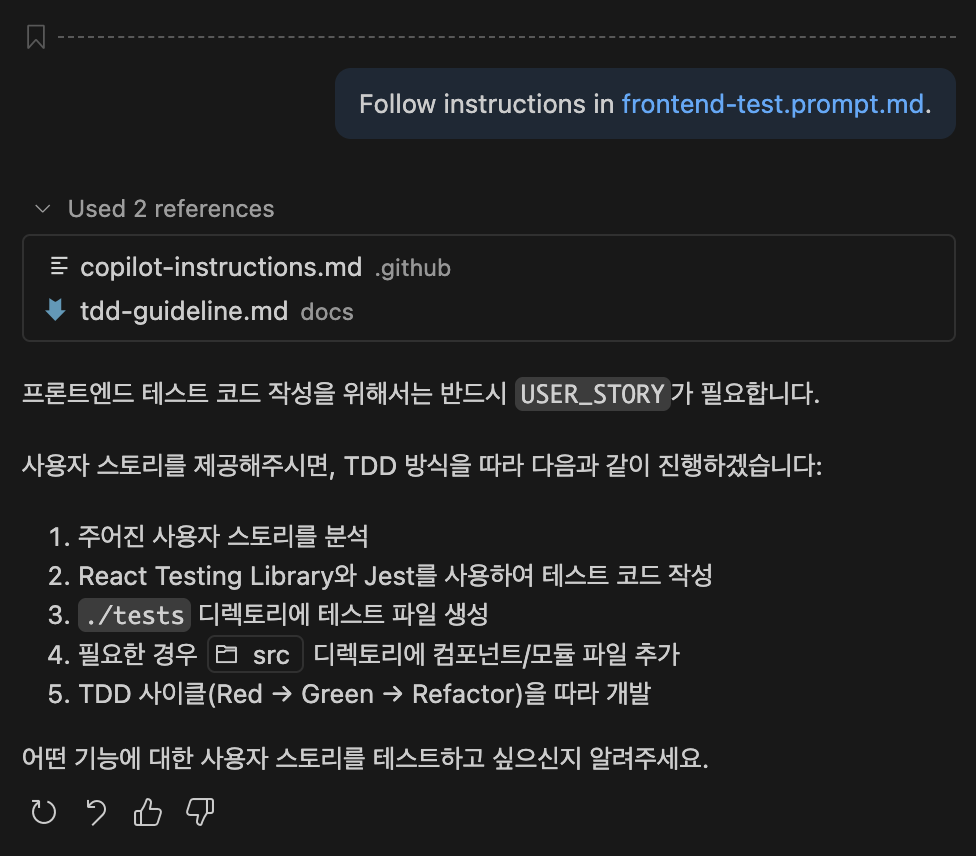 Follow instructions in frontend-test.prompt.md.
Used 2 references
copilot-instructions.md .github
tdd-guideline.md docs
프론트엔드 테스트 코드 작성을 위해서는 반드시 USER_STORY가 필요합니다.
사용자 스토리를 제공해주시면, TDD 방식을 따라 다음과 같이 진행하겠습니다:
1. 주어진 사용자 스토리를 분석
2. React Testing Library와 Jest를 사용하여 테스트 코드 작성
3. ./tests 디렉토리에 테스트 파일 생성
4. 필요한 경우 src 디렉토리에 컴포넌트/모듈 파일 추가
5. TDD 사이클(Red → Green → Refactor)을 따라 개발
어떤 기능에 대한 사용자 스토리를 테스트하고 싶으신지 알려주세요.